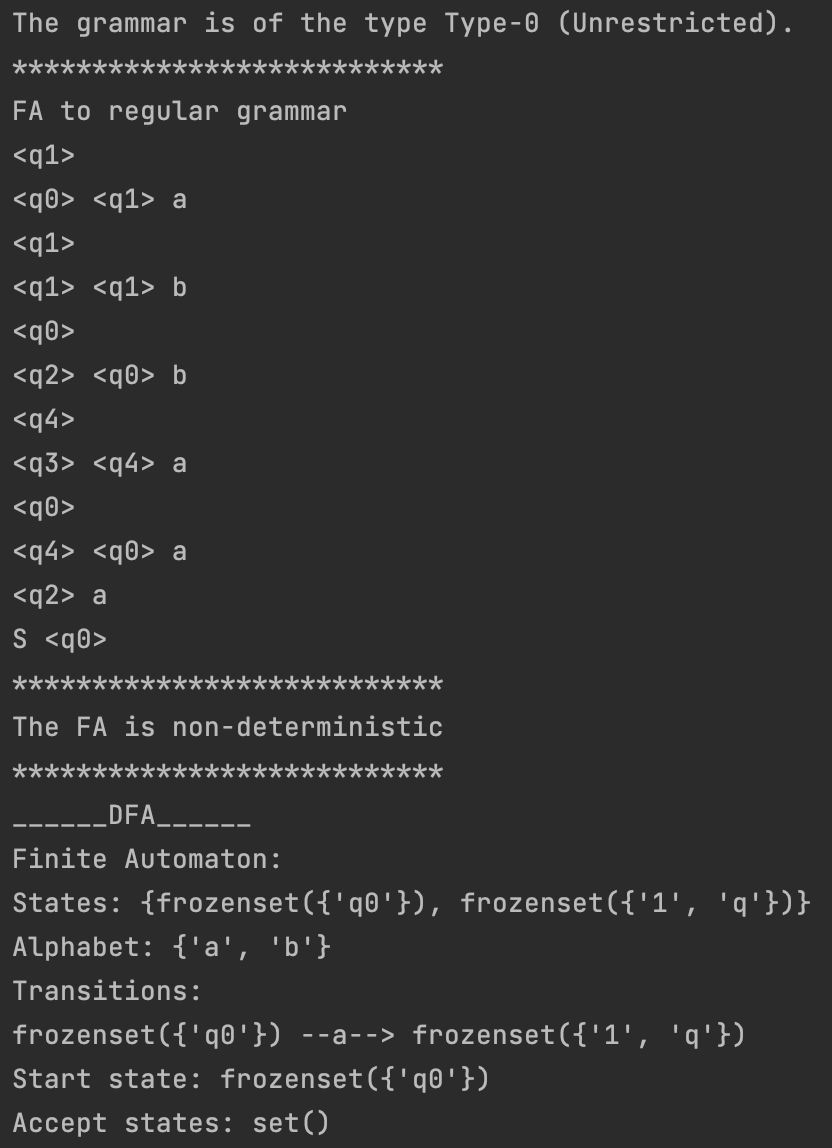 The grammar is of the type Type-0 (Unrestricted).
***************************
FA to regular grammar
<q1>
<q0> <q1> a
<q1>
<q1> <q1> b
<q0>
<q2> <q0> b
<q4>
<q3> <q4> a
<q0>
<q4> <q0> a
<q2> a
S <q0>
***************************
The FA is non-deterministic
***************************
______DFA______
Finite Automaton:
States: {frozenset({'q0'}), frozenset({'1', 'q'})}
Alphabet: {'a', 'b'}
Transitions:
frozenset({'q0'}) --a--> frozenset({'1', 'q'})
Start state: frozenset({'q0'})
Accept states: set()